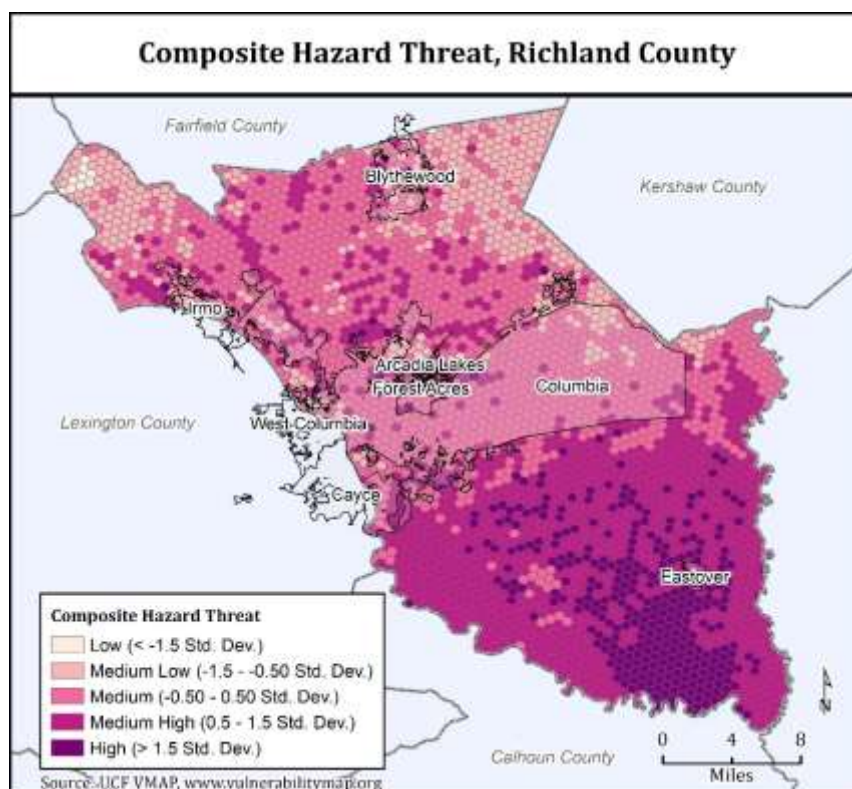 Composite Hazard Threat, Richland County
Fairfield County
Blythewood
Kershaw County
Irmo
Arcadia Lakes
Forest Acres
Columbia
Lexington County
West Columbia
Cayce
Eastover
Composite Hazard Threat
Low (< -1.5 Std. Dev.)
Medium Low (-1.5 - -0.50 Std. Dev.)
Medium (-0.50 - 0.50 Std. Dev.)
Medium High (0.5 - 1.5 Std. Dev.)
High (> 1.5 Std. Dev.)
N
Calhoun County
0 4 8
Miles
Source: UCF VMAP, www.vulnerabilitymap.org